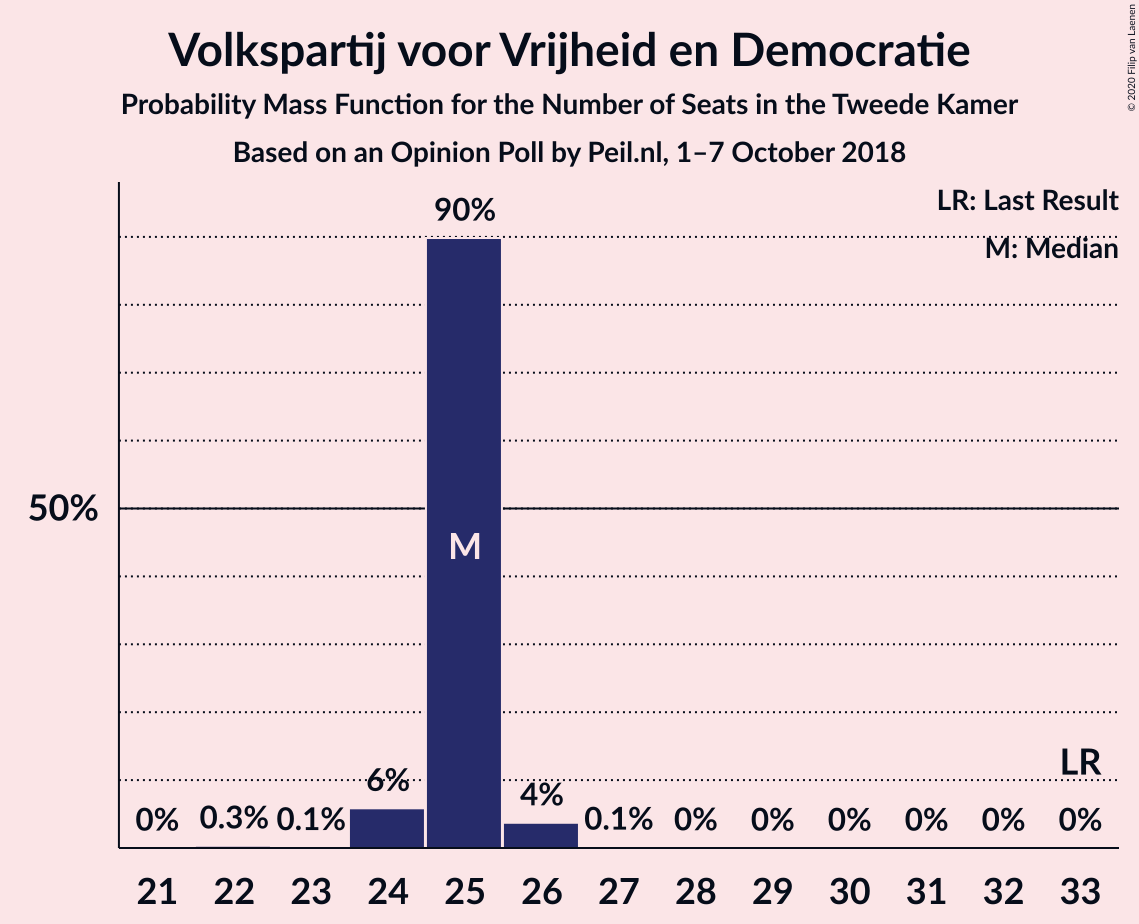 Volkspartij voor Vrijheid en Democratie
Probability Mass Function for the Number of Seats in the Tweede Kamer
Based on an Opinion Poll by Peil.nl, 1–7 October 2018
© 2020 Filip van Laenen
LR: Last Result
M: Median
90%
50%
M
LR
0% 0.3% 0.1% 6% 4% 0.1% 0% 0% 0% 0% 0% 0%
21 22 23 24 25 26 27 28 29 30 31 32 33